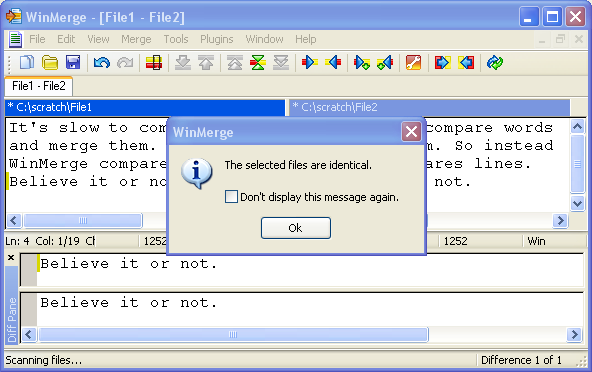 WinMerge - [File1 - File2]
File Edit View Merge Tools Plugins Window Help
File1 - File2
* C:\scratch\File1 * C:\scratch\File2
It's slow to com compare words
and merge them. m. So instead
WinMerge compare ares lines.
Believe it or no not.
WinMerge
The selected files are identical.
Don't display this message again.
Ok
Ln: 4 Col: 1/19 Ch 1252 1252 Win
Diff Pane
Believe it or not.
Believe it or not.
Scanning files... Difference 1 of 1